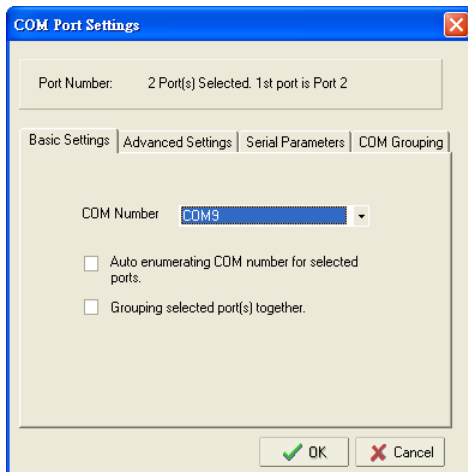 COM Port Settings
Port Number: 2 Port(s) Selected. 1st port is Port 2
Basic Settings Advanced Settings Serial Parameters COM Grouping
COM Number COM9
Auto enumerating COM number for selected
ports.
Grouping selected port(s) together.
OK Cancel